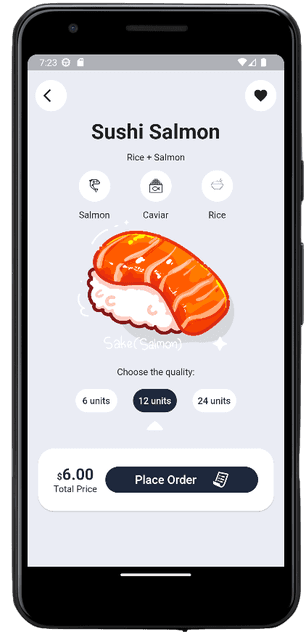 7:23
Sushi Salmon
Rice + Salmon
Salmon Caviar Rice
Sake(Salmon)
Choose the quality:
6 units 12 units 24 units
$6.00 Place Order
Total Price